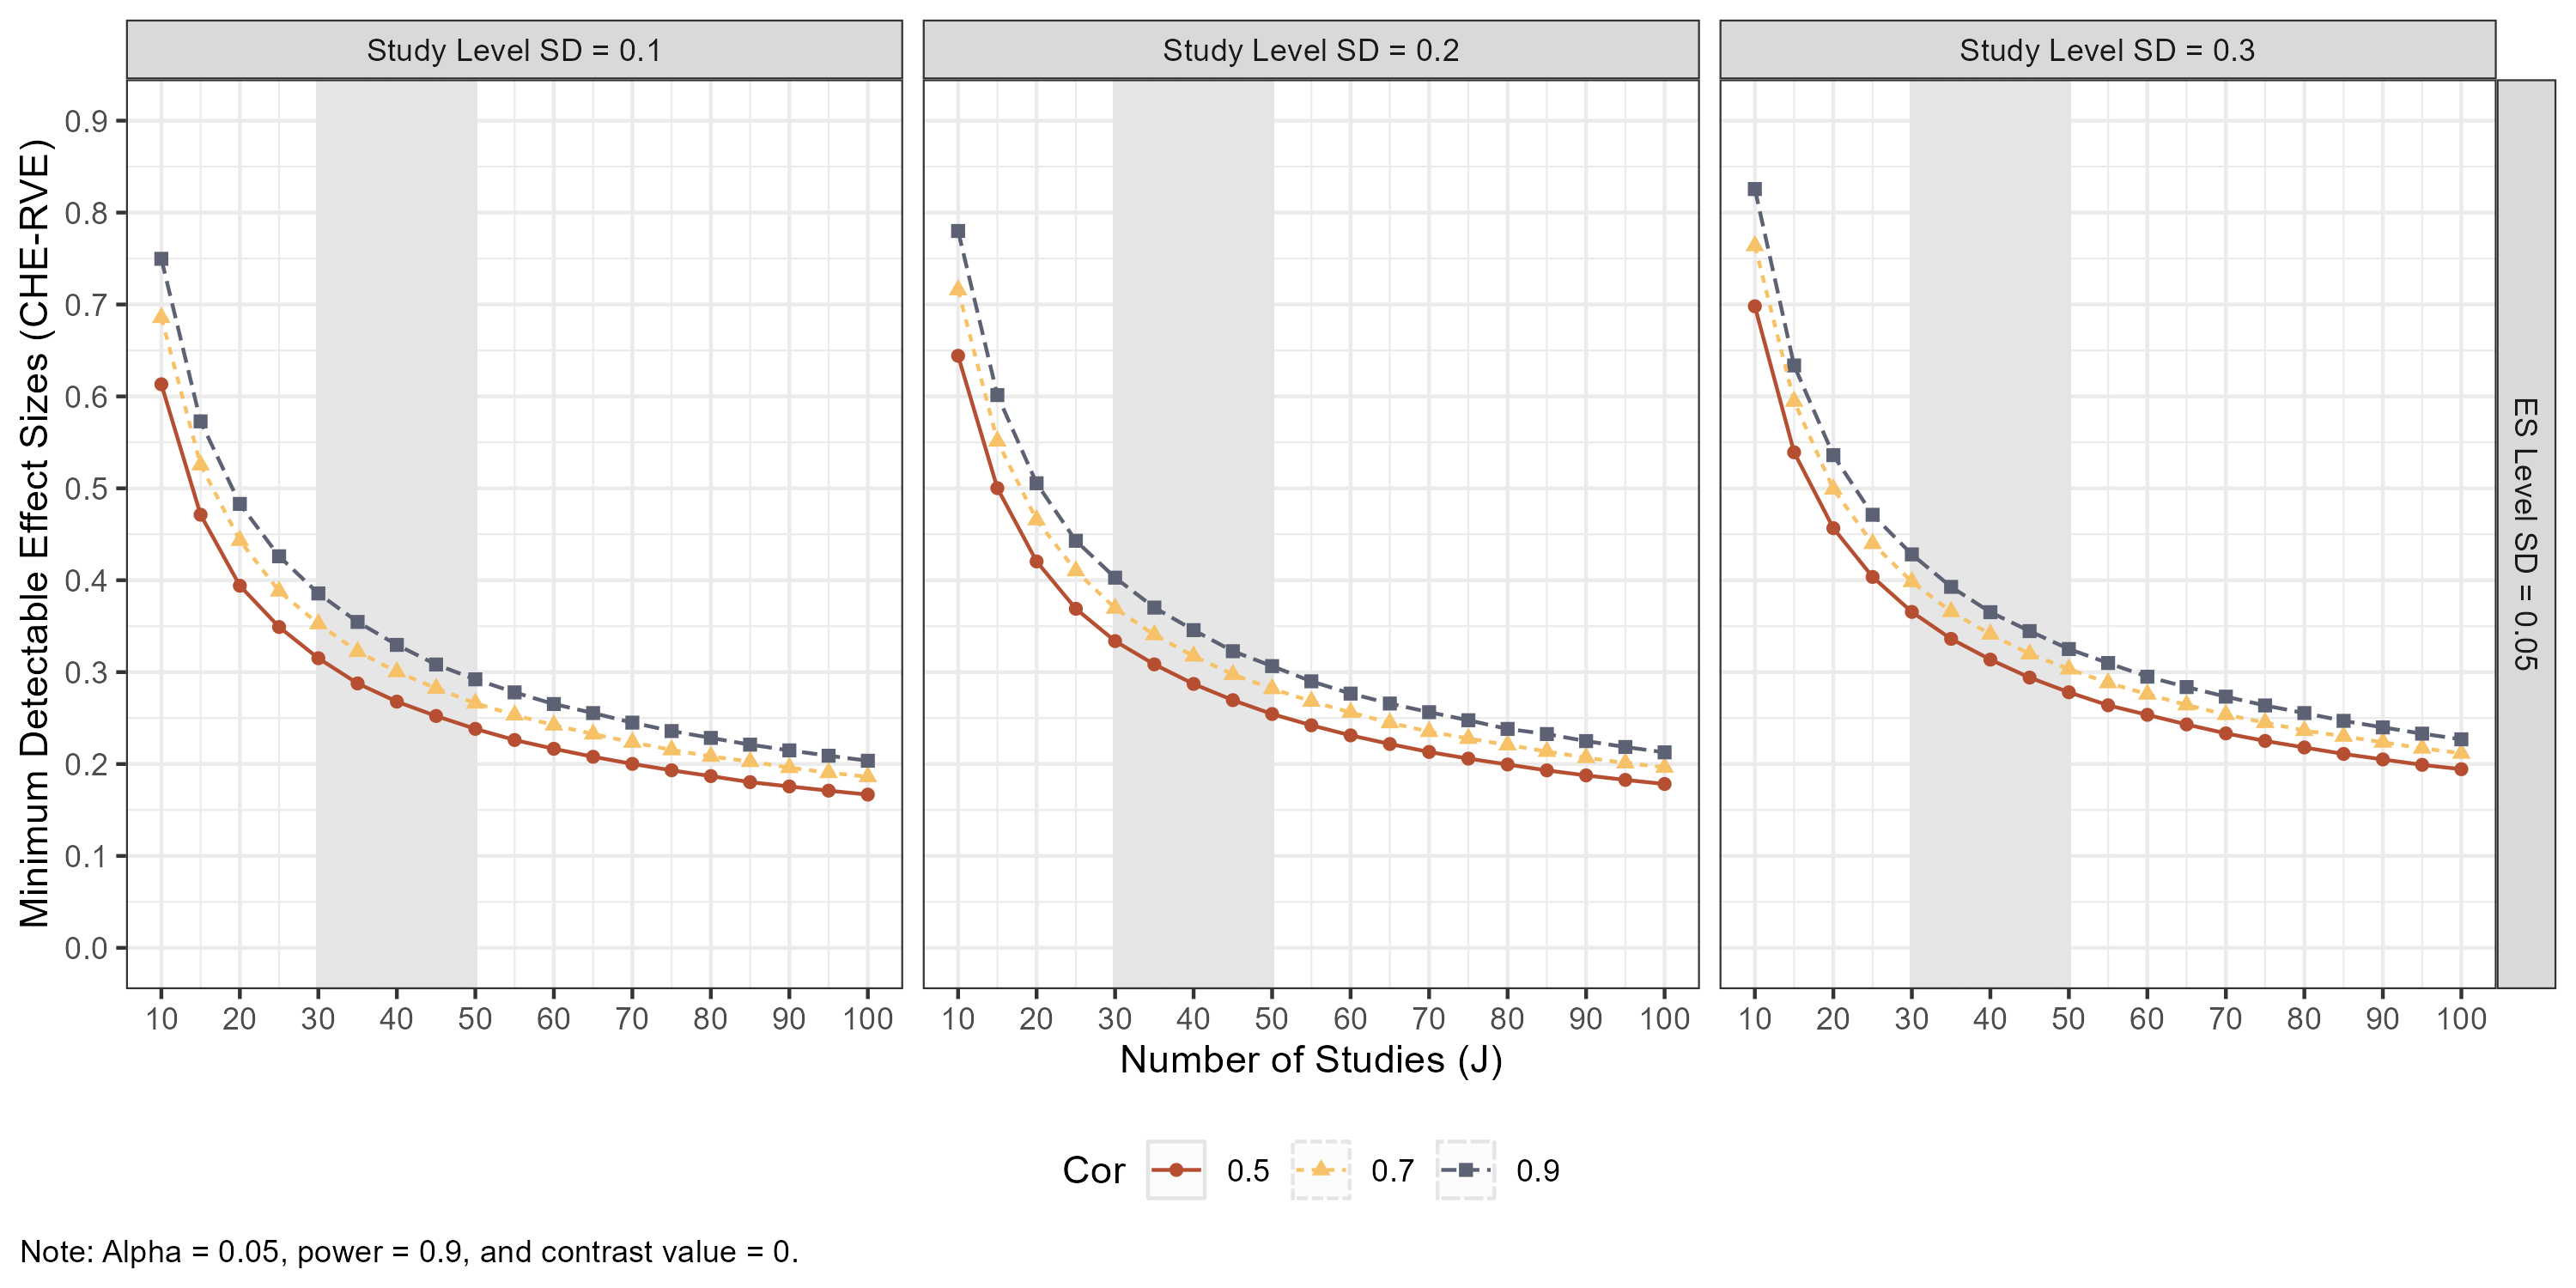 Study Level SD = 0.1
Study Level SD = 0.2
Study Level SD = 0.3
ES Level SD = 0.05
Minimum Detectable Effect Sizes (CHE-RVE)
0.9
0.8
0.7
0.6
0.5
0.4
0.3
0.2
0.1
0.0
10 20 30 40 50 60 70 80 90 100
10 20 30 40 50 60 70 80 90 100
10 20 30 40 50 60 70 80 90 100
Number of Studies (J)
Cor 0.5 0.7 0.9
Note: Alpha = 0.05, power = 0.9, and contrast value = 0.